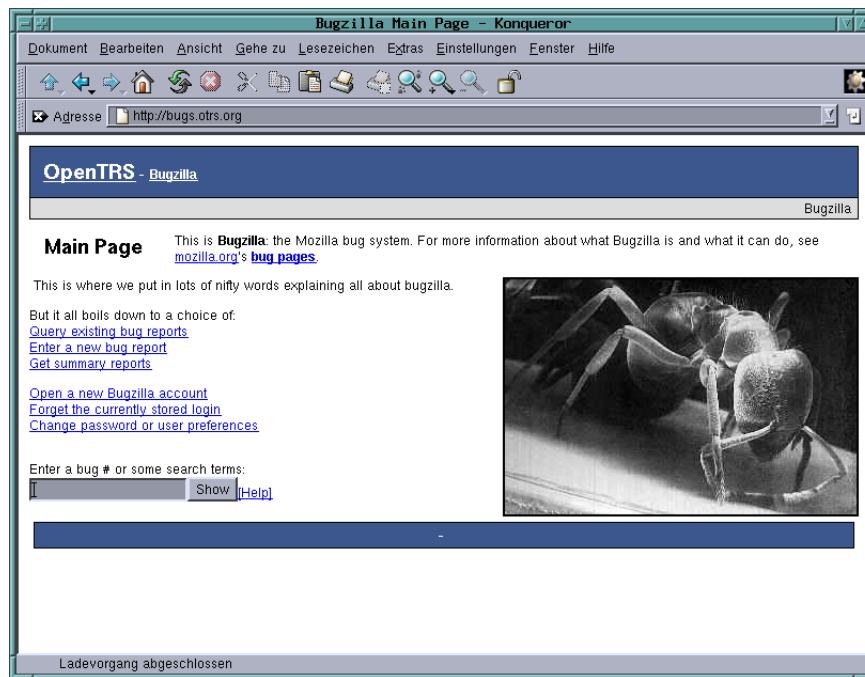 Bugzilla Main Page - Konqueror
Dokument Bearbeiten Ansicht Gehe zu Lesezeichen Extras Einstellungen Fenster Hilfe
Adresse http://bugs.otrs.org
OpenTRS - Bugzilla
Bugzilla
Main Page
This is Bugzilla: the Mozilla bug system. For more information about what Bugzilla is and what it can do, see
mozilla.org's bug pages.
This is where we put in lots of nifty words explaining all about bugzilla.
But it all boils down to a choice of:
Query existing bug reports
Enter a new bug report
Get summary reports
Open a new Bugzilla account
Forget the currently stored login
Change password or user preferences
Enter a bug # or some search terms:
Show [Help]
-
Ladevorgang abgeschlossen